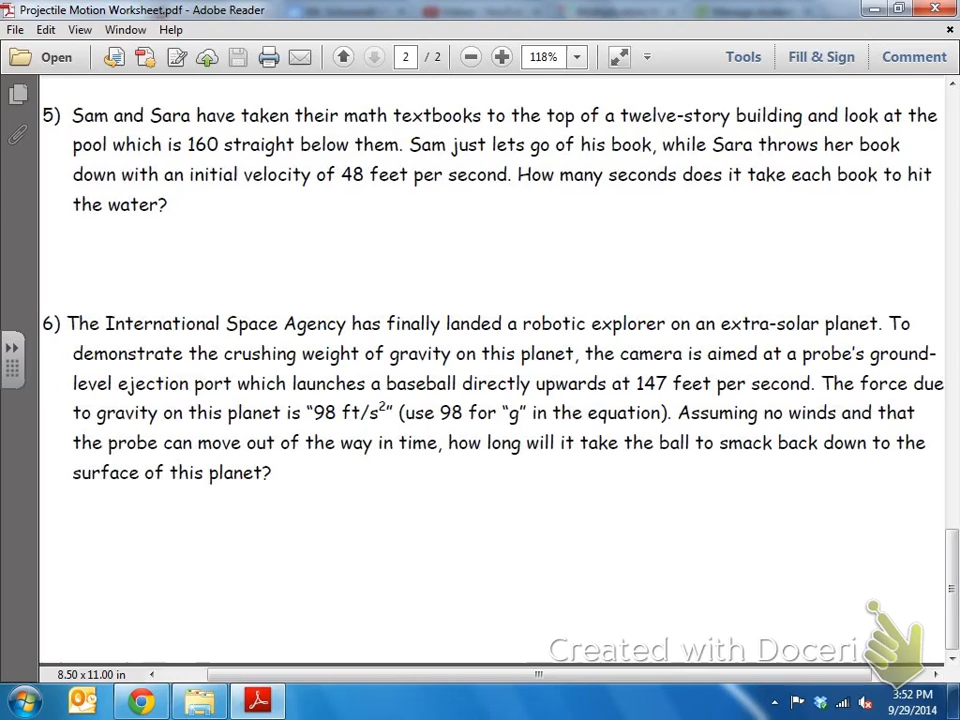 Projectile Motion Worksheet.pdf - Adobe Reader
File Edit View Window Help
Open 2 / 2 118% Tools Fill & Sign Comment
5) Sam and Sara have taken their math textbooks to the top of a twelve-story building and look at the
pool which is 160 straight below them. Sam just lets go of his book, while Sara throws her book
down with an initial velocity of 48 feet per second. How many seconds does it take each book to hit
the water?
6) The International Space Agency has finally landed a robotic explorer on an extra-solar planet. To
demonstrate the crushing weight of gravity on this planet, the camera is aimed at a probe's ground-
level ejection port which launches a baseball directly upwards at 147 feet per second. The force due
to gravity on this planet is "98 ft/s²" (use 98 for "g" in the equation). Assuming no winds and that
the probe can move out of the way in time, how long will it take the ball to smack back down to the
surface of this planet?
Created with Doceri
8.50 x 11.00 in
3:52 PM
9/29/2014